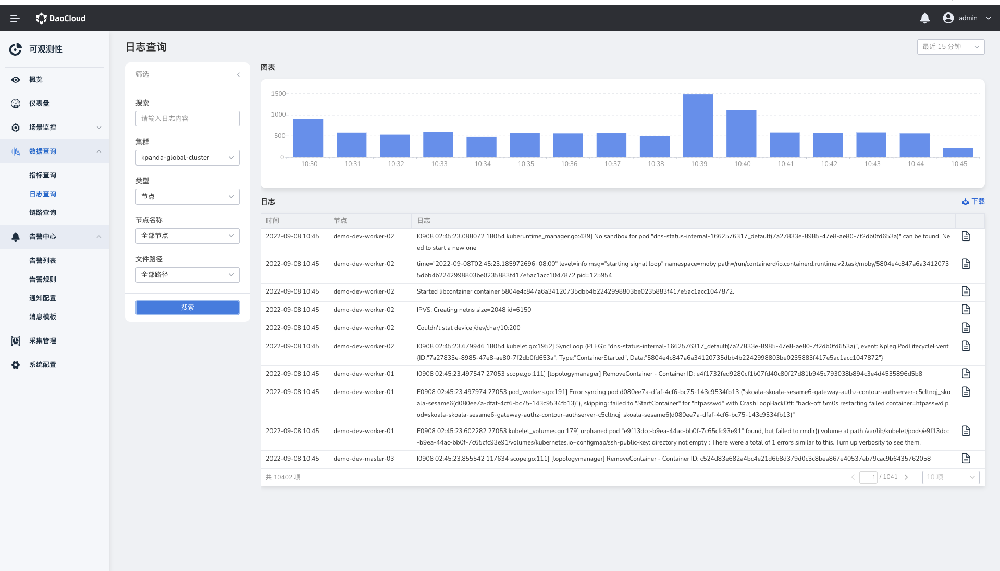 DaoCloud
admin
可观测性
概览
仪表盘
场景监控
数据查询
指标查询
日志查询
链路查询
告警中心
告警列表
告警规则
通知配置
消息模板
采集管理
系统配置
日志查询
最近 15 分钟
筛选
搜索
请输入日志内容
集群
kpanda-global-cluster
类型
节点
节点名称
全部节点
文件路径
全部路径
搜索
图表
1500
1000
500
0
10:30 10:31 10:32 10:33 10:34 10:35 10:36 10:37 10:38 10:39 10:40 10:41 10:42 10:43 10:44 10:45
日志
下载
时间 节点 日志
2022-09-08 10:45 demo-dev-worker-02 I0908 02:45:23.088072 18054 kuberuntime_manager.go:439] No sandbox for pod "dns-status-internal-1662576317_default(7a27833e-8985-47e8-ae80-7f2db0fd653a)" can be found. Ne
ed to start a new one
2022-09-08 10:45 demo-dev-worker-02 time="2022-09-08T02:45:23.185972696+08:00" level=info msg="starting signal loop" namespace=moby path=/run/containerd/io.containerd.runtime.v2.task/moby/5804e4c847a6a3412073
5dbb4b2242998803be0235883f417e5ac1acc1047872 pid=125954
2022-09-08 10:45 demo-dev-worker-02 Started libcontainer container 5804e4c847a6a34120735dbb4b2242998803be0235883f417e5ac1acc1047872.
2022-09-08 10:45 demo-dev-worker-02 IPVS: Creating netns size=2048 id=6150
2022-09-08 10:45 demo-dev-worker-02 Couldn't stat device /dev/char/10:200
2022-09-08 10:45 demo-dev-worker-02 I0908 02:45:23.679946 18054 kubelet.go:1952] SyncLoop (PLEG): "dns-status-internal-1662576317_default(7a27833e-8985-47e8-ae80-7f2db0fd653a)", event: &pleg.PodLifecycleEvent
{ID:"7a27833e-8985-47e8-ae80-7f2db0fd653a", Type:"ContainerStarted", Data:"5804e4c847a6a34120735dbb4b2242998803be0235883f417e5ac1acc1047872"}
2022-09-08 10:45 demo-dev-worker-01 I0908 02:45:23.497547 27053 scope.go:111] [topologymanager] RemoveContainer - Container ID: e4f1732fed9280cf1b07fd40c80f27d81b945c793038b894c3e4d4535896d5b8
2022-09-08 10:45 demo-dev-worker-01 E0908 02:45:23.497974 27053 pod_workers.go:191] Error syncing pod d080ee7a-dfaf-4cf6-bc75-143c9534fb13 ("skoala-skoala-sesame6-gateway-authz-contour-authserver-c5cltnqj_sko
ala-sesame6(d080ee7a-dfaf-4cf6-bc75-143c9534fb13)"), skipping: failed to "StartContainer" for "htpasswd" with CrashLoopBackOff: "back-off 5m0s restarting failed container=htpasswd p
od=skoala-skoala-sesame6-gateway-authz-contour-authserver-c5cltnqj_skoala-sesame6(d080ee7a-dfaf-4cf6-bc75-143c9534fb13)"
2022-09-08 10:45 demo-dev-worker-01 E0908 02:45:23.602282 27053 kubelet_volumes.go:179] orphaned pod "e9f13dcc-b9ea-44ac-bb0f-7c65cfc93e91" found, but failed to rmdir() volume at path /var/lib/kubelet/pods/e9f13dcc
-b9ea-44ac-bb0f-7c65cfc93e91/volumes/kubernetes.io~configmap/ssh-public-key: directory not empty : There were a total of 1 errors similar to this. Turn up verbosity to see them.
2022-09-08 10:45 demo-dev-master-03 I0908 02:45:23.855542 117634 scope.go:111] [topologymanager] RemoveContainer - Container ID: c524d83e682a4bc4e21d6b8d379d0c3c8bea867e40537eb79cac9b6435762058
共 10402 项
1 / 1041
10 项